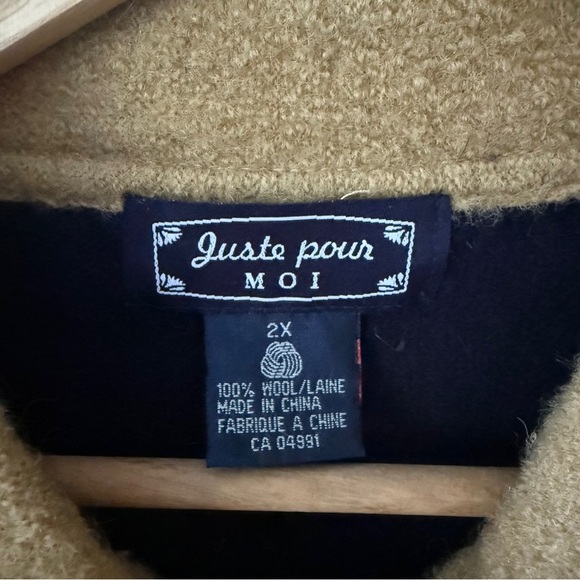 Juste pour
MOI
2X
100% WOOL/LAINE
MADE IN CHINA
FABRIQUE A CHINE
CA 04991